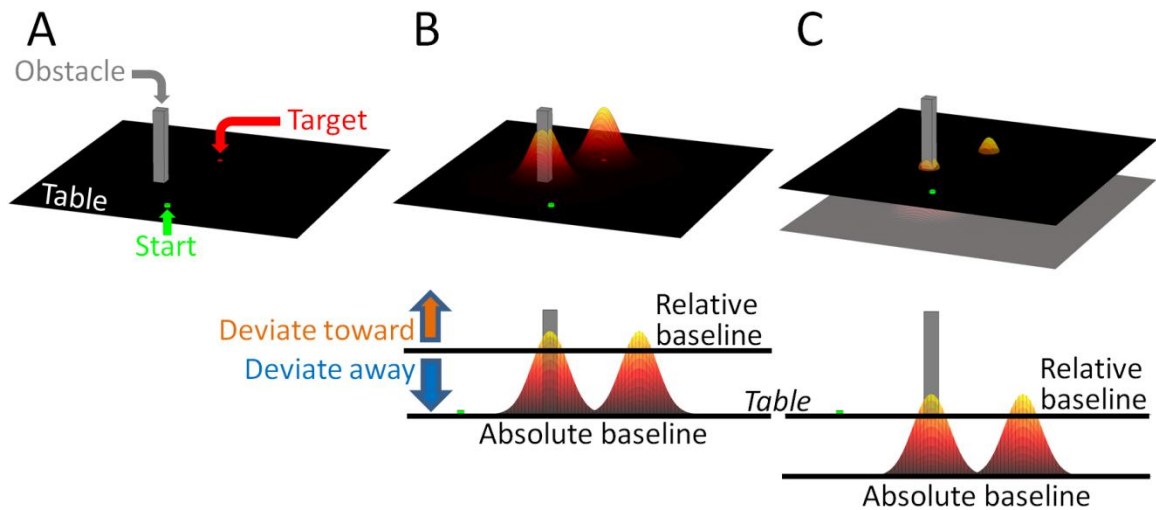 A
B
C
Obstacle
Target
Table
Start
Deviate toward
Deviate away
Relative
baseline
Table
Absolute baseline
Relative
baseline
Absolute baseline